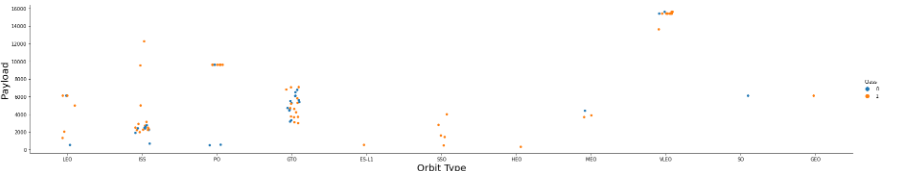 16000
14000
12000
10000
8000
6000
4000
2000
0
Payload
LEO ISS PO GTO ES-L1 SSO HEO MEO VLEO SO GEO
Orbit Type
Class
0
1